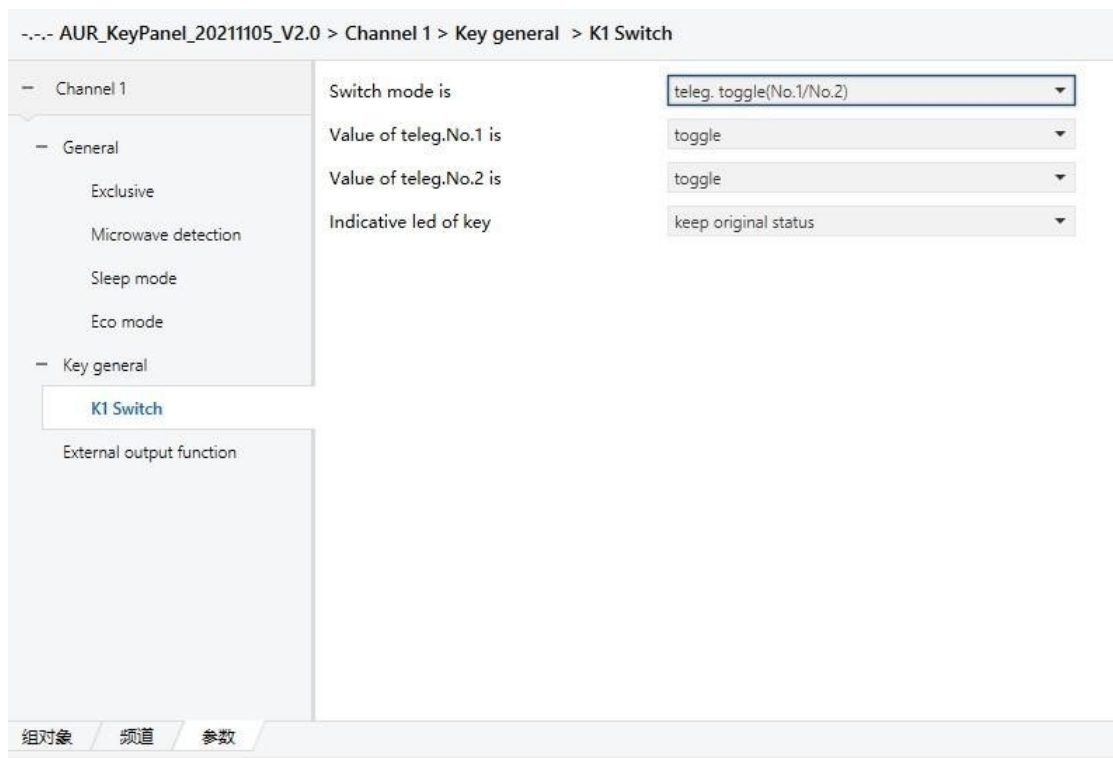 -.-.- AUR_KeyPanel_20211105_V2.0 > Channel 1 > Key general > K1 Switch
Channel 1
General
Exclusive
Microwave detection
Sleep mode
Eco mode
Key general
K1 Switch
External output function
Switch mode is teleg. toggle(No.1/No.2)
Value of teleg.No.1 is toggle
Value of teleg.No.2 is toggle
Indicative led of key keep original status
组对象 频道 参数